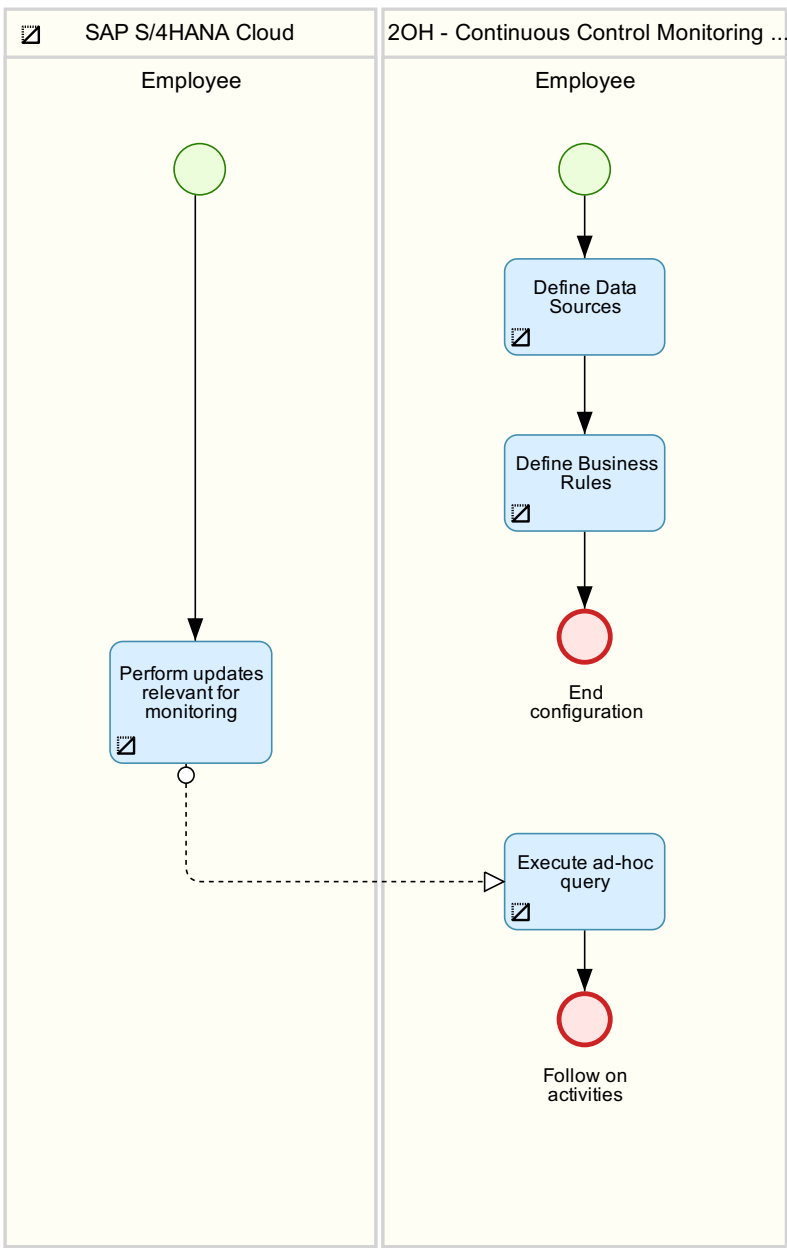 SAP S/4HANA Cloud
2OH - Continuous Control Monitoring ...
Employee
Employee
Define Data
Sources
Define Business
Rules
End
configuration
Perform updates
relevant for
monitoring
Execute ad-hoc
query
Follow on
activities